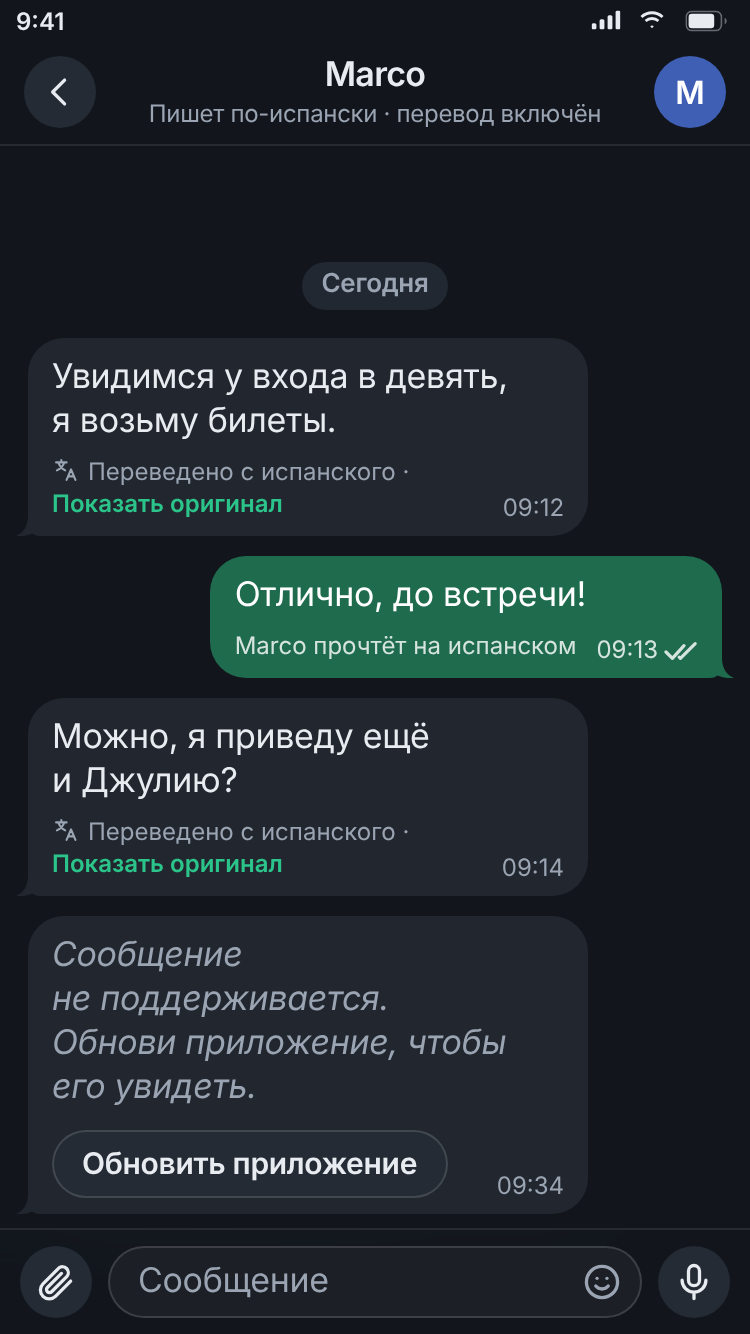 9:41
Marco
Пишет по-испански · перевод включён
M
Сегодня
Увидимся у входа в девять,
я возьму билеты.
Переведено с испанского ·
Показать оригинал
09:12
Отлично, до встречи!
Marco прочтёт на испанском 09:13
Можно, я приведу ещё
и Джулию?
Переведено с испанского ·
Показать оригинал
09:14
Сообщение
не поддерживается.
Обнови приложение, чтобы
его увидеть.
Обновить приложение
09:34
Сообщение